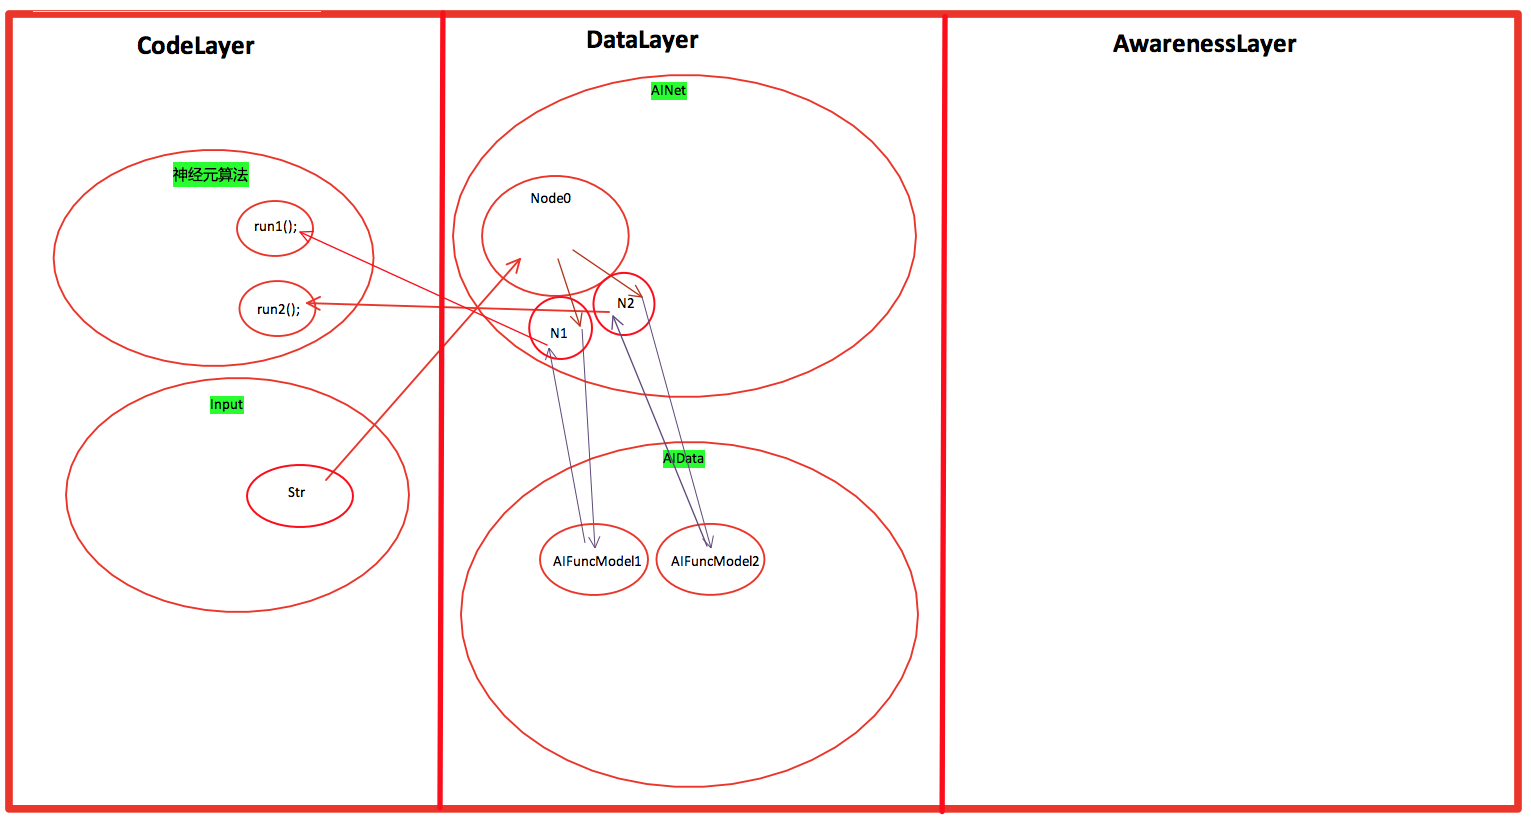 CodeLayer
神经元算法
run1();
run2();
Input
Str
DataLayer
AINet
Node0
N2
N1
AIData
AIFuncModel1
AIFuncModel2
AwarenessLayer